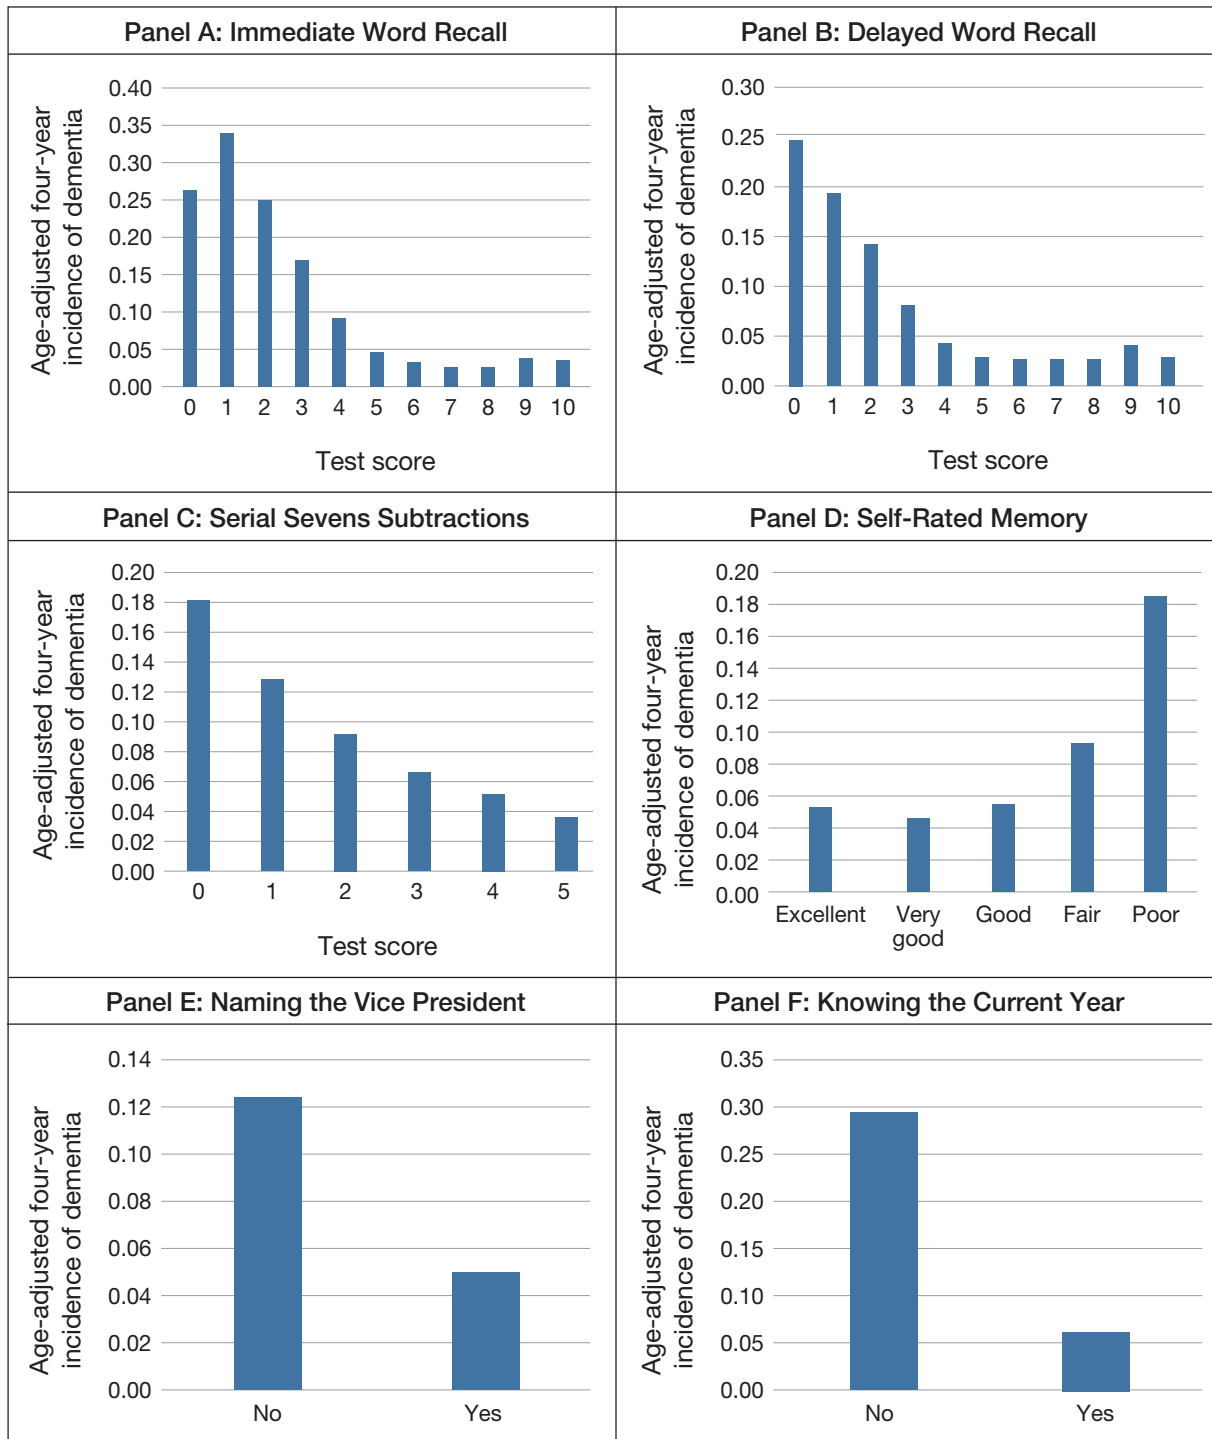 Panel A: Immediate Word Recall
Age-adjusted four-year
incidence of dementia
0.40
0.35
0.30
0.25
0.20
0.15
0.10
0.05
0.00
0 1 2 3 4 5 6 7 8 9 10
Test score
Panel B: Delayed Word Recall
Age-adjusted four-year
incidence of dementia
0.30
0.25
0.20
0.15
0.10
0.05
0.00
0 1 2 3 4 5 6 7 8 9 10
Test score
Panel C: Serial Sevens Subtractions
Age-adjusted four-year
incidence of dementia
0.20
0.18
0.16
0.14
0.12
0.10
0.08
0.06
0.04
0.02
0.00
0 1 2 3 4 5
Test score
Panel D: Self-Rated Memory
Age-adjusted four-year
incidence of dementia
0.20
0.18
0.16
0.14
0.12
0.10
0.08
0.06
0.04
0.02
0.00
Excellent Very Good Fair Poor
good
Panel E: Naming the Vice President
Age-adjusted four-year
incidence of dementia
0.14
0.12
0.10
0.08
0.06
0.04
0.02
0.00
No Yes
Panel F: Knowing the Current Year
Age-adjusted four-year
incidence of dementia
0.35
0.30
0.25
0.20
0.15
0.10
0.05
0.00
No Yes